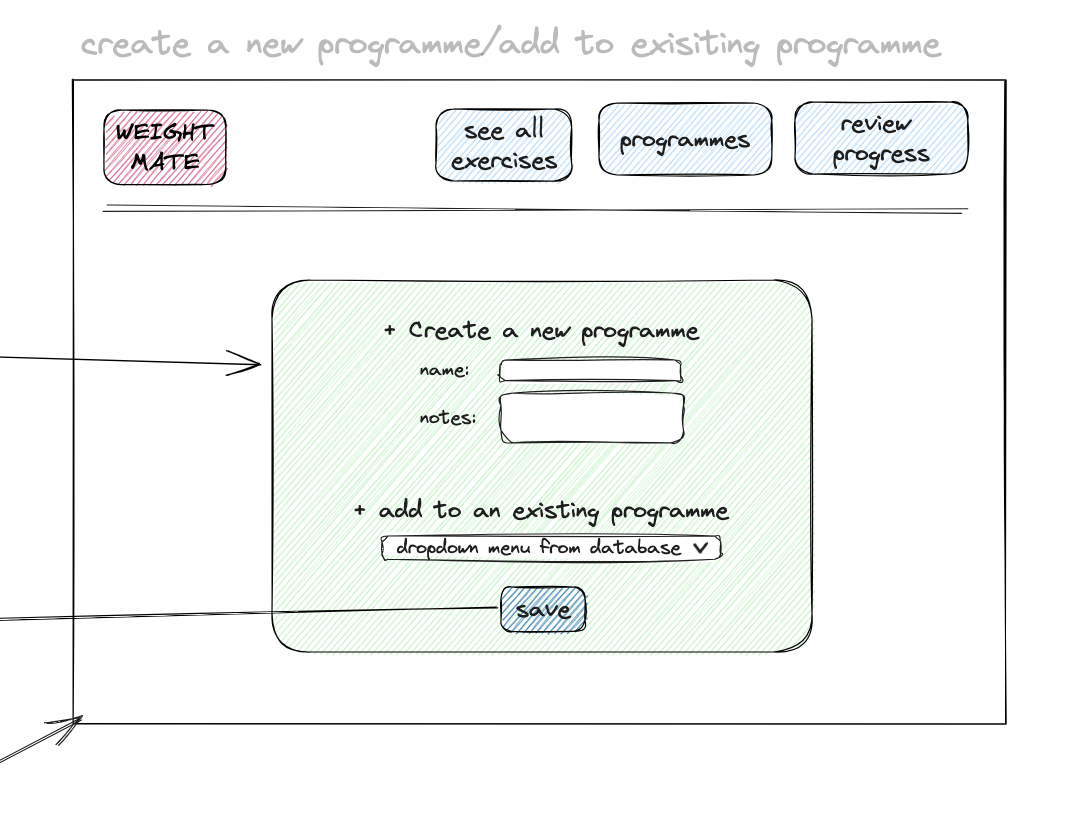 create a new programme/add to exisiting programme
WEIGHT
MATE
see all
exercises
programmes
review
progress
+ Create a new programme
name:
notes:
+ add to an existing programme
dropdown menu from database
save